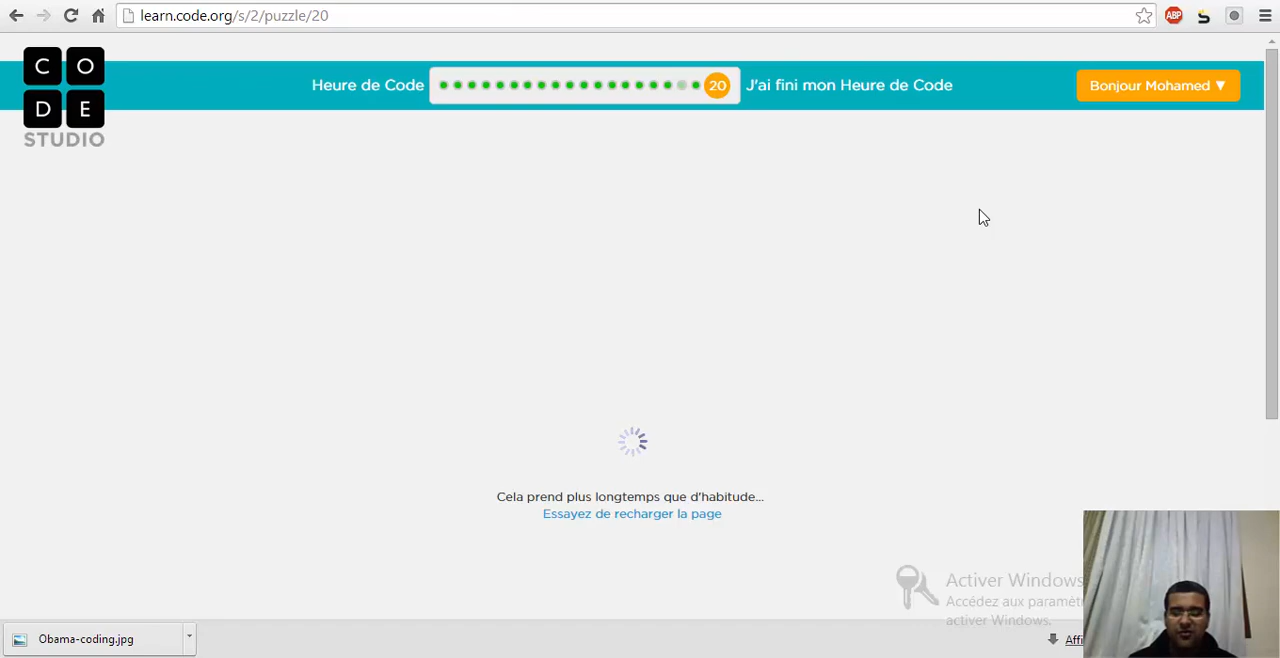 learn.code.org/s/2/puzzle/20
ABP
C O
D E
STUDIO
Heure de Code
20
J'ai fini mon Heure de Code
Bonjour Mohamed ▼
Cela prend plus longtemps que d'habitude...
Essayez de recharger la page
Activer Windows
Accédez aux paramét
activer Windows.
Obama-coding.jpg
Affi